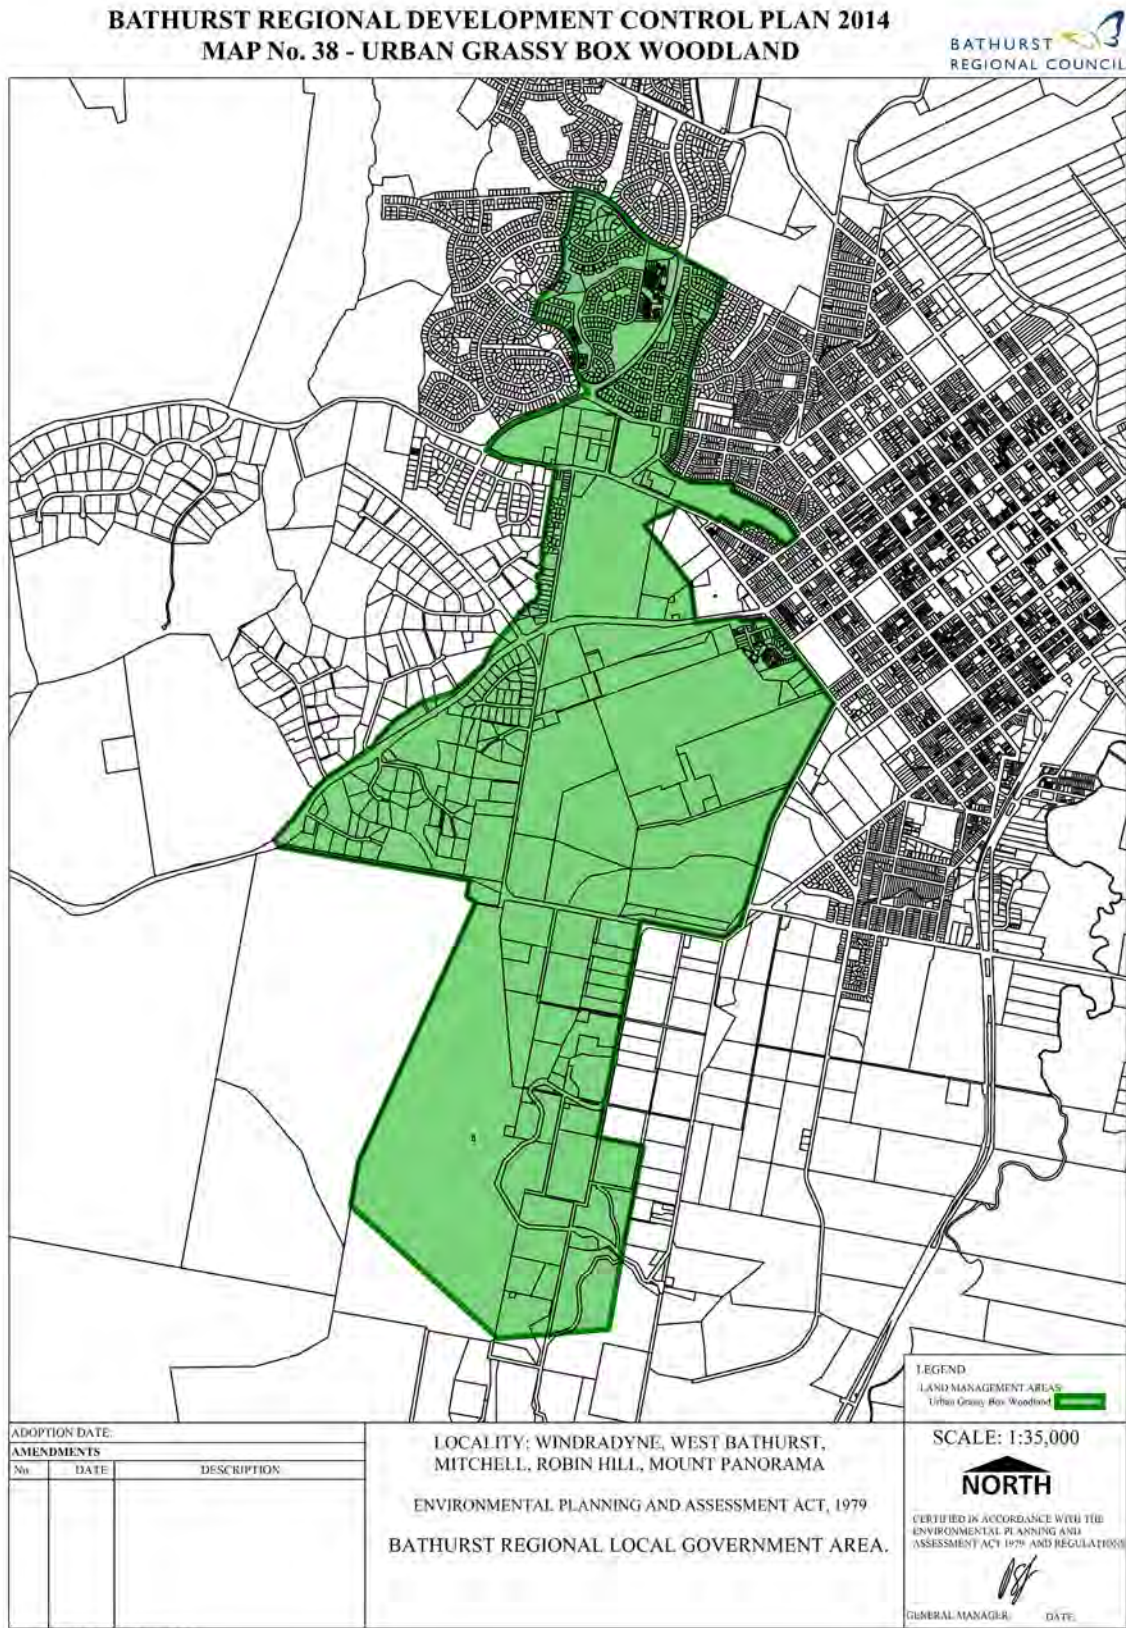 BATHURST REGIONAL DEVELOPMENT CONTROL PLAN 2014
MAP No. 38 - URBAN GRASSY BOX WOODLAND
BATHURST
REGIONAL COUNCIL
LEGEND
LAND MANAGEMENT AREAS
Urban Grassy Box Woodland
ADOPTION DATE:
AMENDMENTS
No. DATE DESCRIPTION
LOCALITY: WINDRADYNE, WEST BATHURST,
MITCHELL, ROBIN HILL, MOUNT PANORAMA
ENVIRONMENTAL PLANNING AND ASSESSMENT ACT, 1979
BATHURST REGIONAL LOCAL GOVERNMENT AREA.
SCALE: 1:35,000
NORTH
CERTIFIED IN ACCORDANCE WITH THE
ENVIRONMENTAL PLANNING AND
ASSESSMENT ACT 1979 AND REGULATIONS
GENERAL MANAGER: DATE: